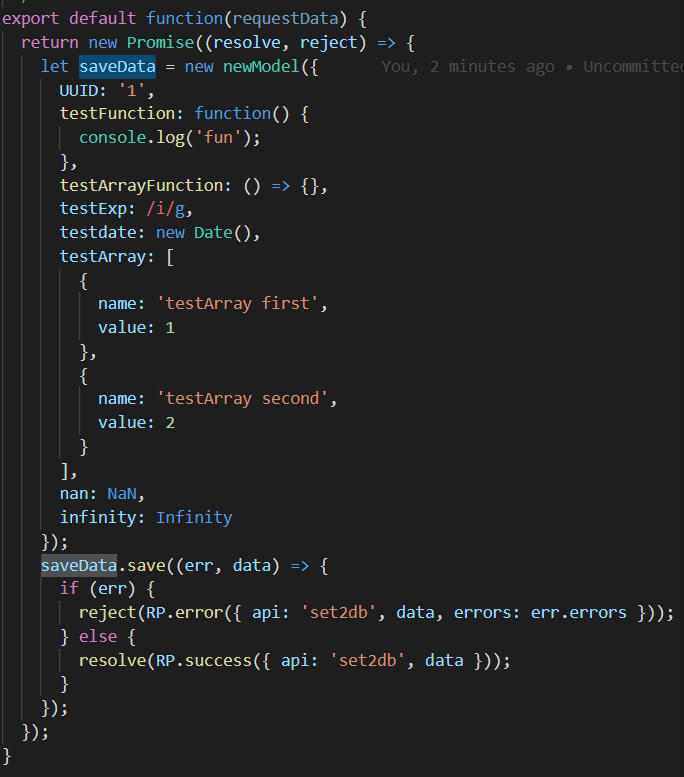 export default function(requestData) {
  return new Promise((resolve, reject) => {
    let saveData = new newModel({      You, 2 minutes ago • Uncommitted
      UUID: '1',
      testFunction: function() {
        console.log('fun');
      },
      testArrayFunction: () => {},
      testExp: /i/g,
      testdate: new Date(),
      testArray: [
        {
          name: 'testArray first',
          value: 1
        },
        {
          name: 'testArray second',
          value: 2
        }
      ],
      nan: NaN,
      infinity: Infinity
    });
    saveData.save((err, data) => {
      if (err) {
        reject(RP.error({ api: 'set2db', data, errors: err.errors }));
      } else {
        resolve(RP.success({ api: 'set2db', data }));
      }
    });
  });
}